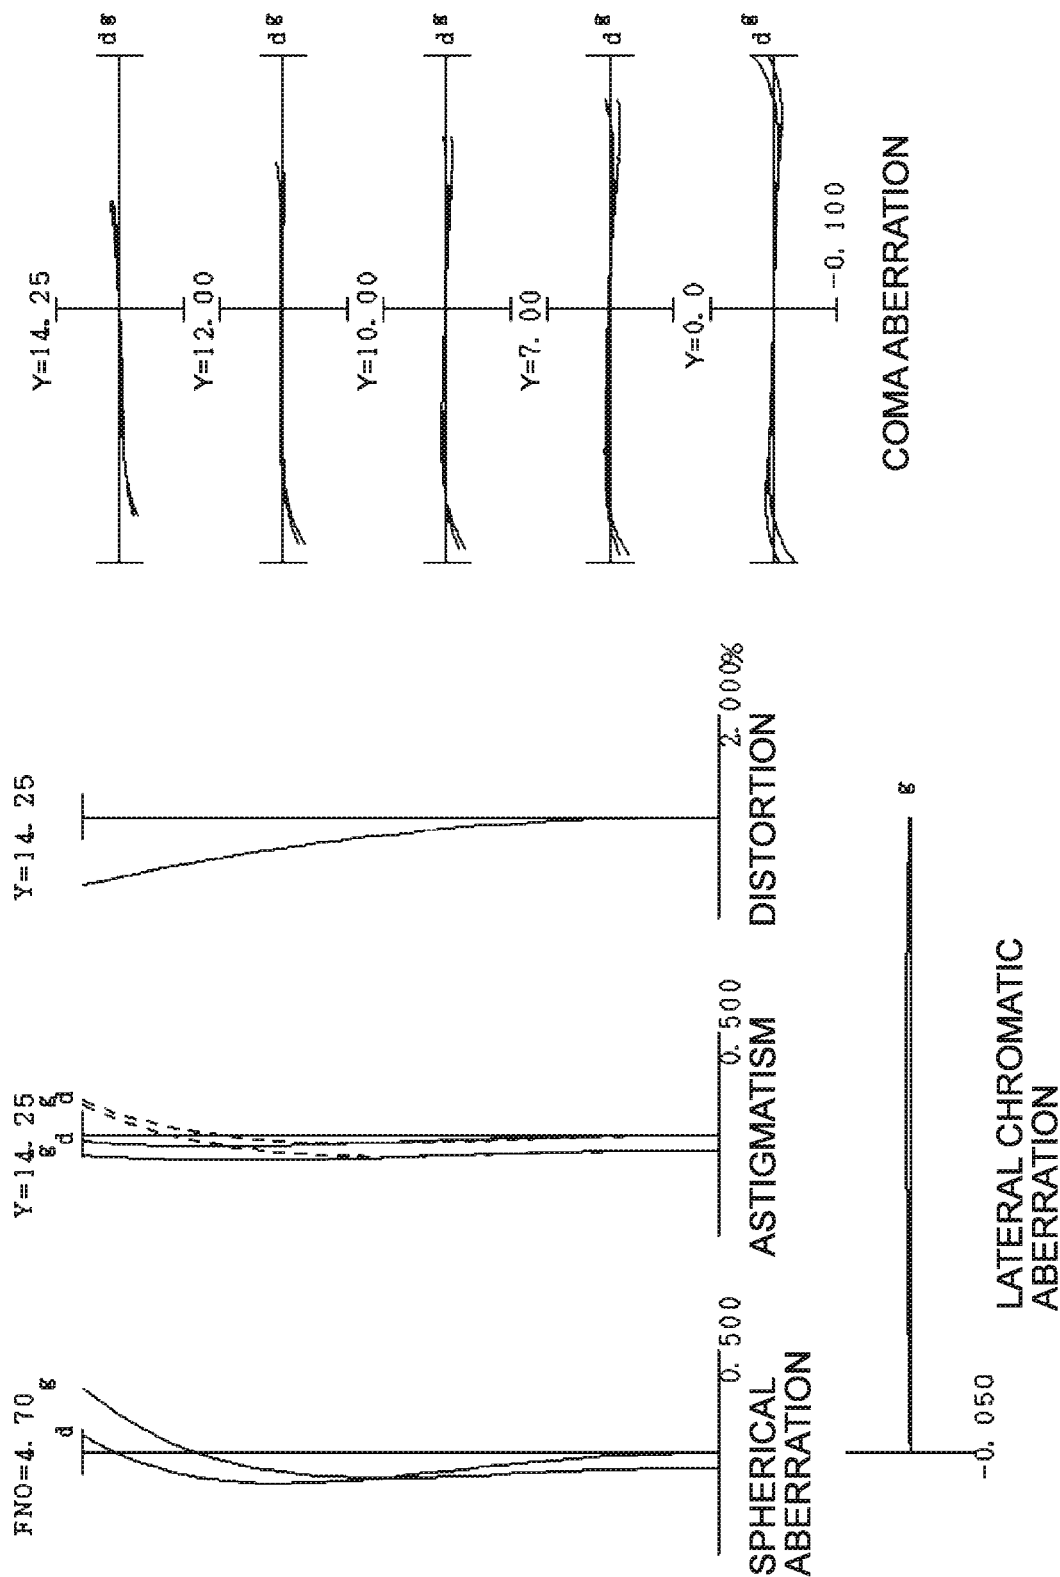 FNO=4. 70
d
g
0. 500
SPHERICAL
ABERRATION
Y=14. 25
g
d
g
d
0. 500
ASTIGMATISM
Y=14. 25
2. 000%
DISTORTION
Y=14. 25
d g
Y=12. 00
d g
Y=10. 00
d g
Y=7. 00
d g
Y=0. 0
d g
-0. 100
COMA ABERRATION
g
-0. 050
LATERAL CHROMATIC
ABERRATION